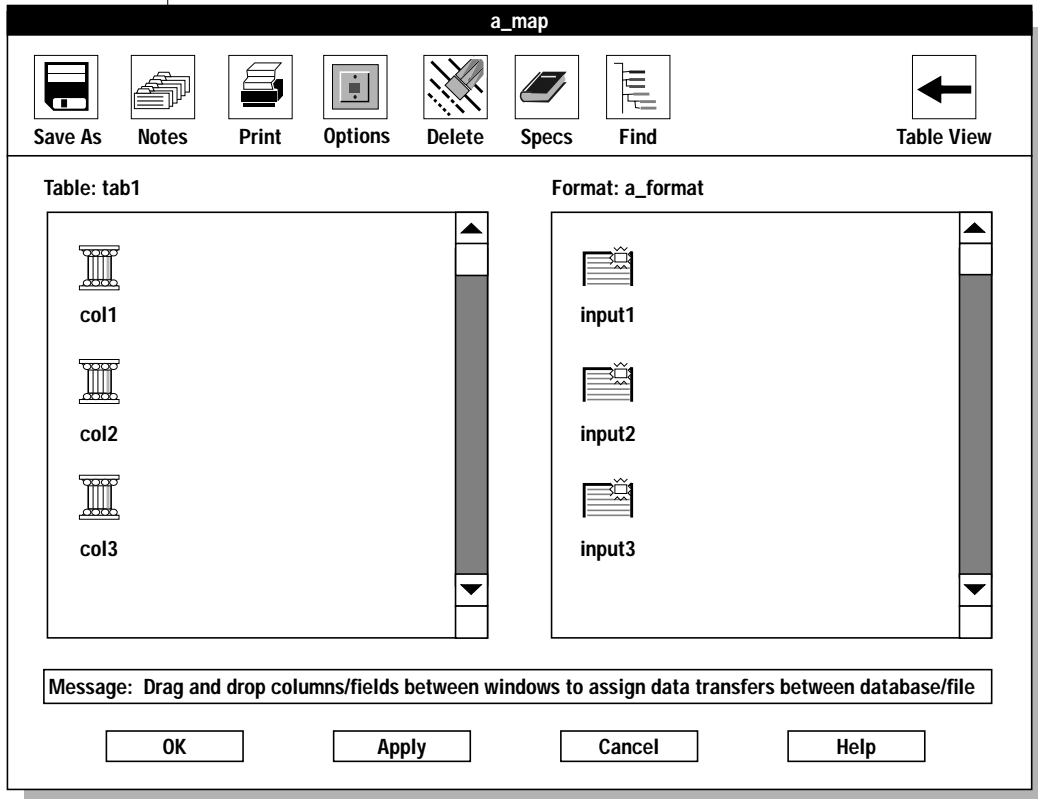 a_map
Save As Notes Print Options Delete Specs Find Table View
Table: tab1 Format: a_format
col1 input1
col2 input2
col3 input3
Message: Drag and drop columns/fields between windows to assign data transfers between database/file
OK Apply Cancel Help